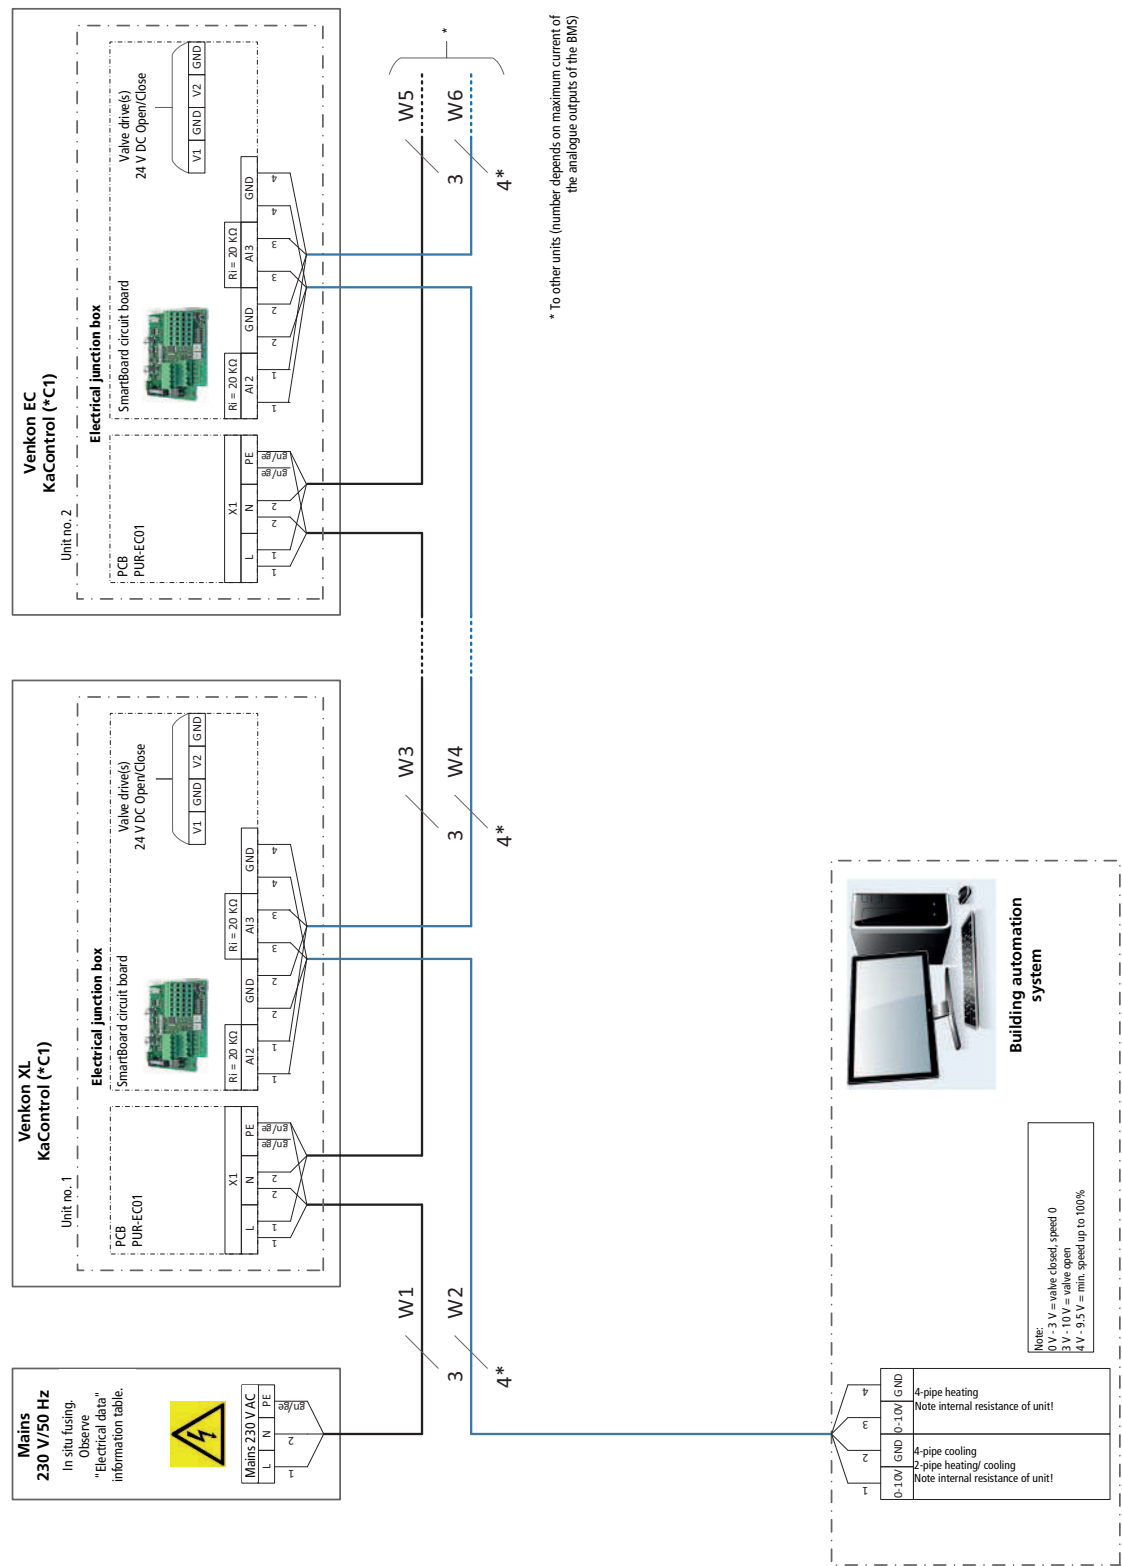 Mains
230 V/50 Hz
In situ fusing.
Observe
"Electrical data"
information table.
Mains 230 V AC
L N PE
1 2 gn/ge
W1
3
W2
4*
Venkon XL
KaControl (*C1)
Unit no. 1
Electrical junction box
PCB
PUR-EC01
X1
L N PE
1 1 2 2 gn/ge gn/ge
SmartBoard circuit board
Ri = 20 KΩ Ri = 20 KΩ
AI2 GND AI3 GND
1 1 2 2 3 3 4 4
Valve drive(s)
24 V DC Open/Close
V1 GND V2 GND
W3
3
W4
4*
Venkon EC
KaControl (*C1)
Unit no. 2
Electrical junction box
PCB
PUR-EC01
X1
L N PE
1 1 2 2 gn/ge gn/ge
SmartBoard circuit board
Ri = 20 KΩ Ri = 20 KΩ
AI2 GND AI3 GND
1 1 2 2 3 3 4 4
Valve drive(s)
24 V DC Open/Close
V1 GND V2 GND
W5
3
W6
4*
*
* To other units (number depends on maximum current of
the analogue outputs of the BMS)
1 2 3 4
0-10V GND 0-10V GND
4-pipe cooling
2-pipe heating/ cooling
Note internal resistance of unit!
4-pipe heating
Note internal resistance of unit!
Note:
0 V - 3 V = valve closed, speed 0
3 V - 10 V = valve open
4 V - 9.5 V = min. speed up to 100%
Building automation
system